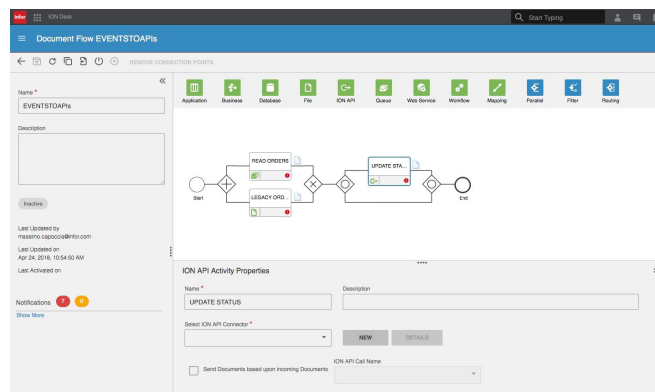 infor ION Desk Start Typing
Document Flow EVENTSTOAPIs
REMOVE CONNECTION POINTS
Name *
EVENTSTOAPIs
Description
Inactive
Last Updated by
massimo.capoccia@infor.com
Last Updated on
Apr 24, 2018, 10:54:50 AM
Last Activated on
Notifications 7 0
Show More
Application Business Database File ION API Queue Web Service Workflow Mapping Parallel Filter Routing
READ ORDERS
UPDATE STA...
Start
LEGACY ORD...
End
ION API Activity Properties
Name * Description
UPDATE STATUS
Select ION API Connector *
NEW DETAILS
Send Documents based upon incoming Documents
ION API Call Name